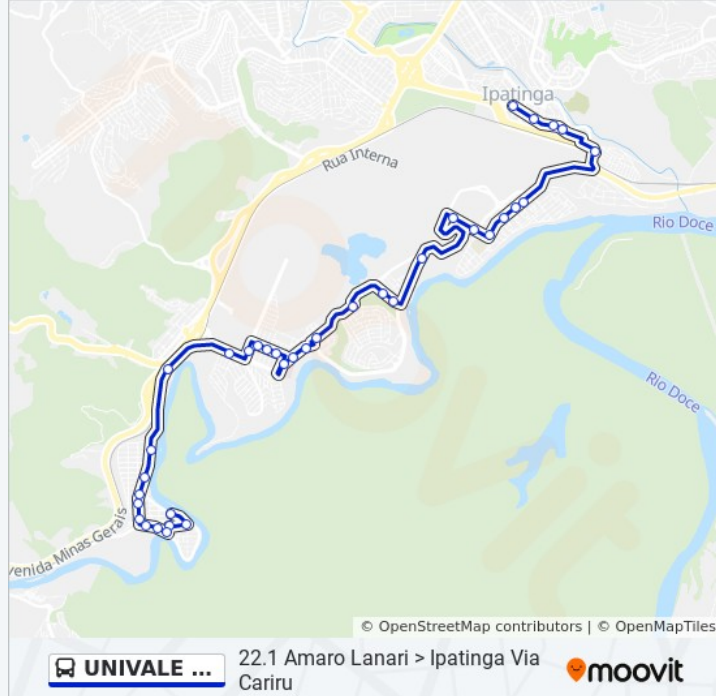 Ipatinga
Rua Interna
Rio Doce
Rio Doce
venida Minas Gerais
© OpenStreetMap contributors | © OpenMapTiles
UNIVALE ...
22.1 Amaro Lanari > Ipatinga Via
Cariru
moovit